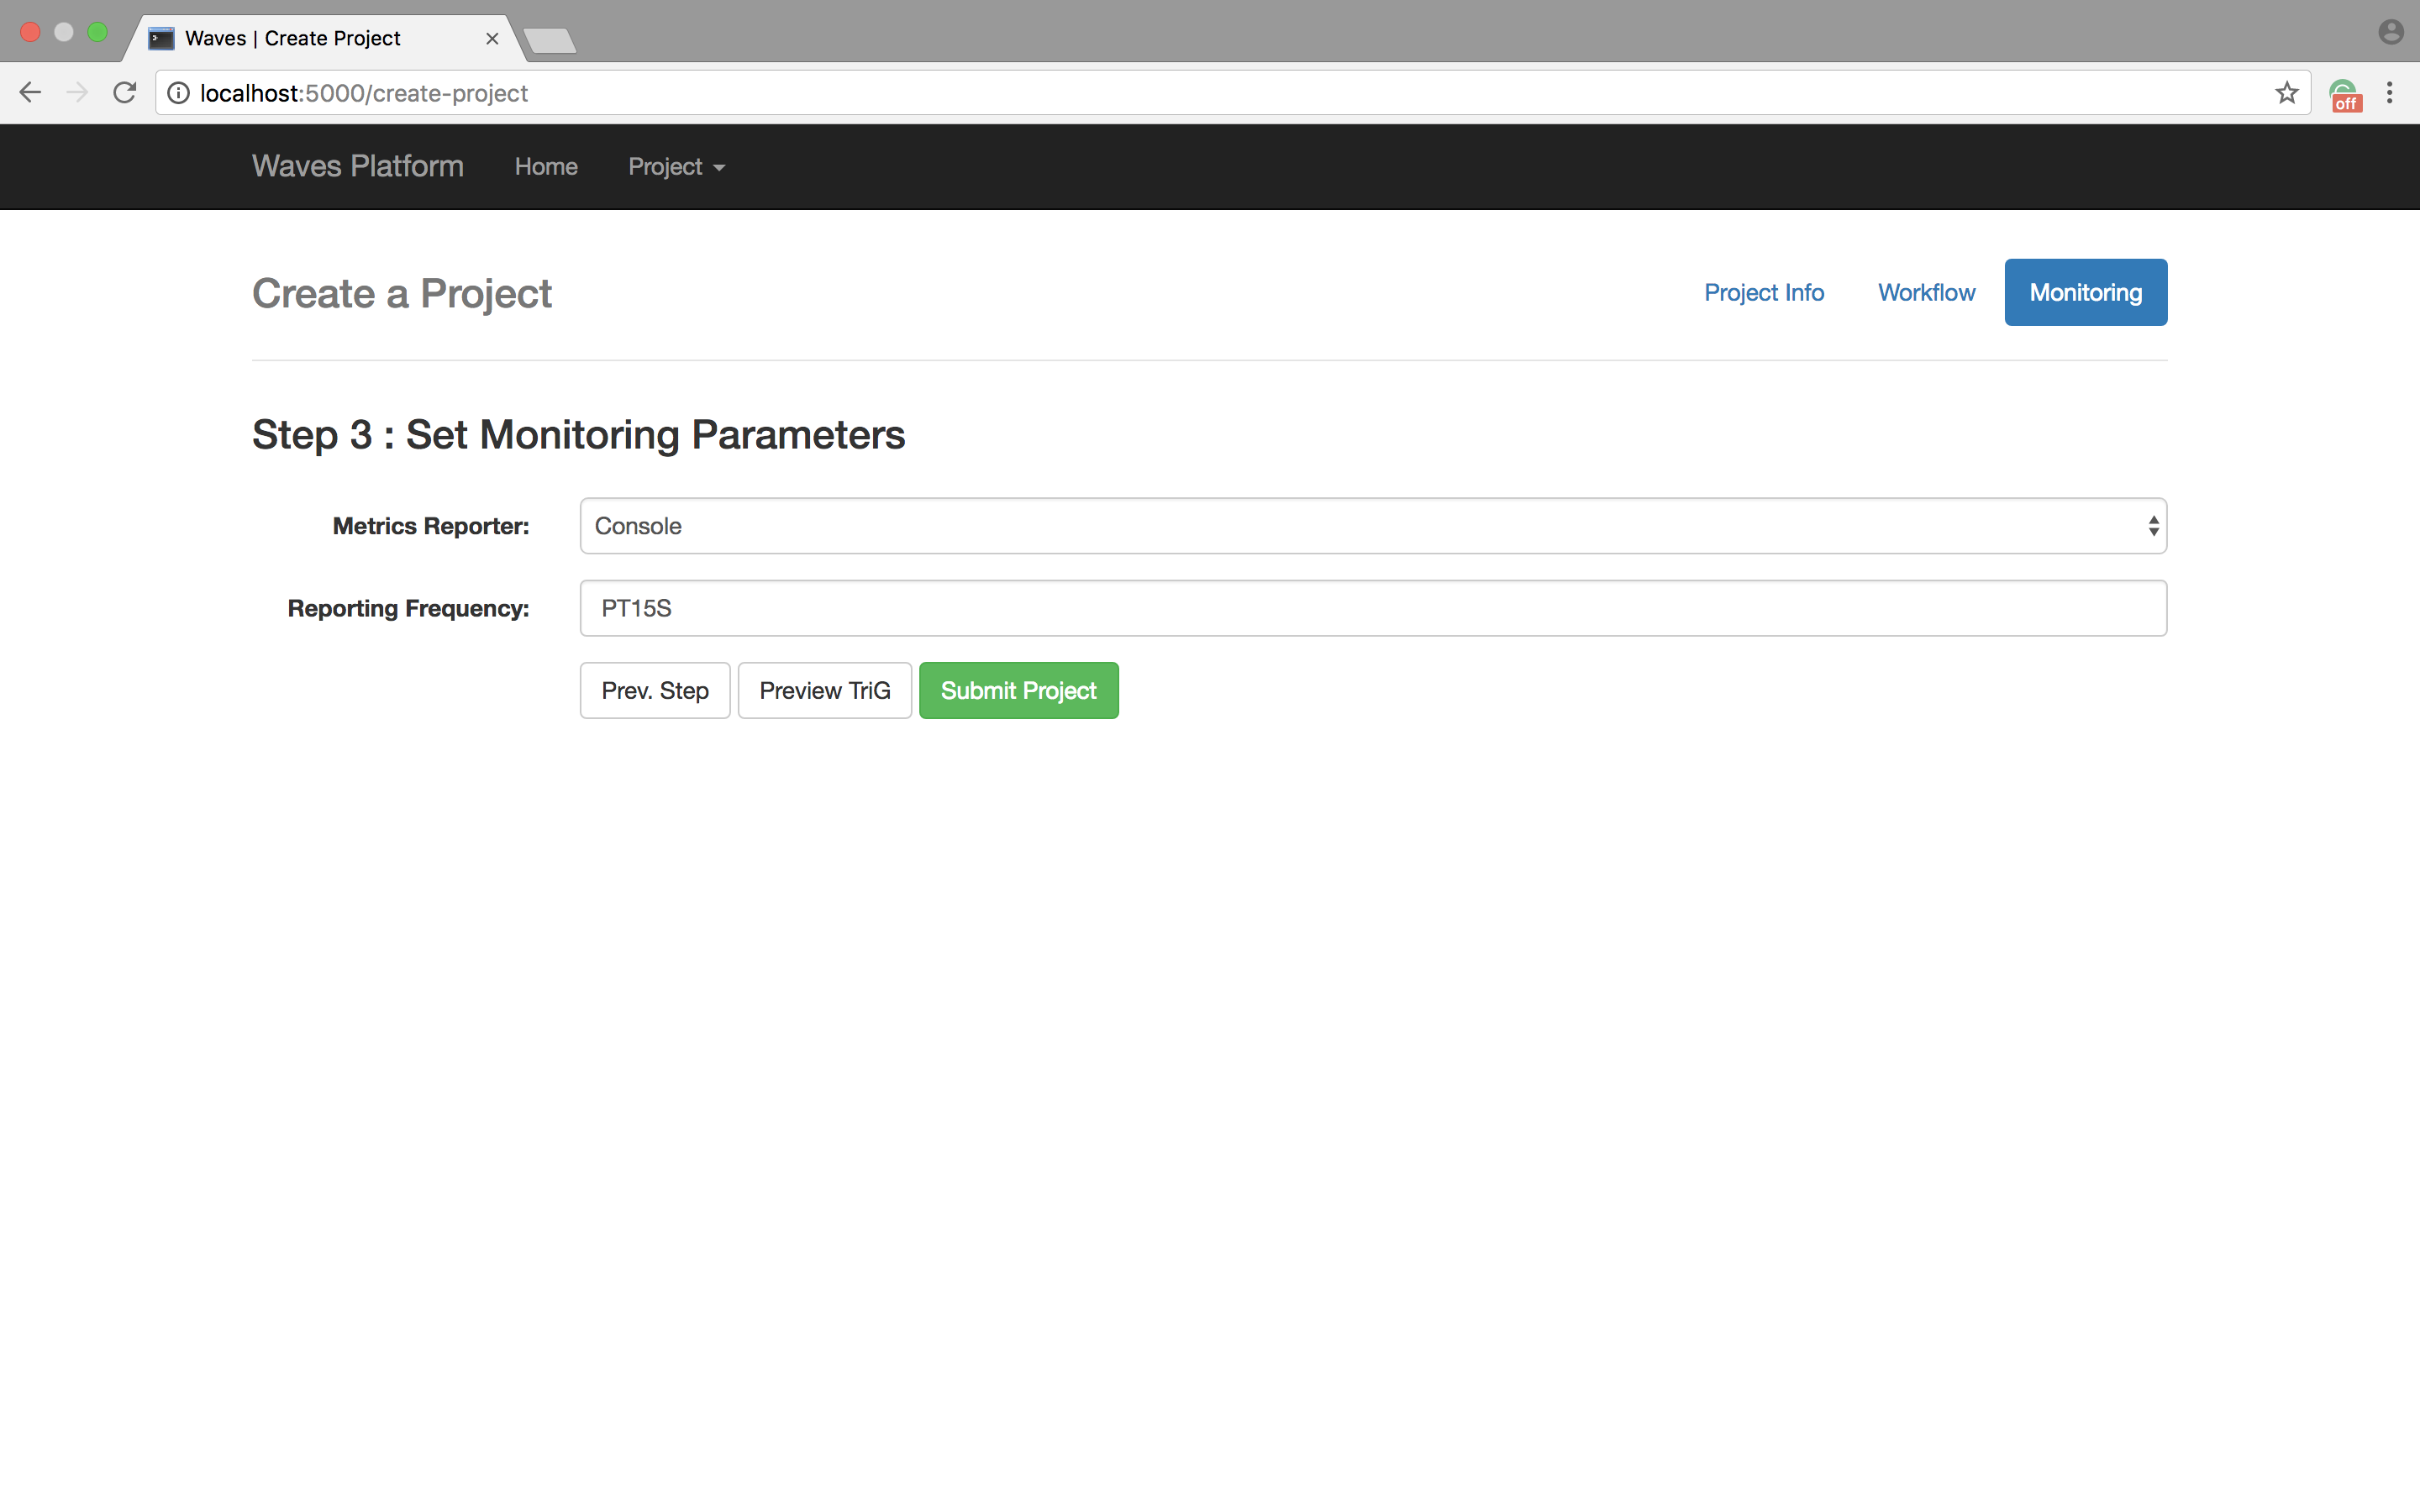 Waves | Create Project
localhost:5000/create-project
off
Waves Platform Home Project
Create a Project Project Info Workflow Monitoring
Step 3 : Set Monitoring Parameters
Metrics Reporter: Console
Reporting Frequency: PT15S
Prev. Step Preview TriG Submit Project